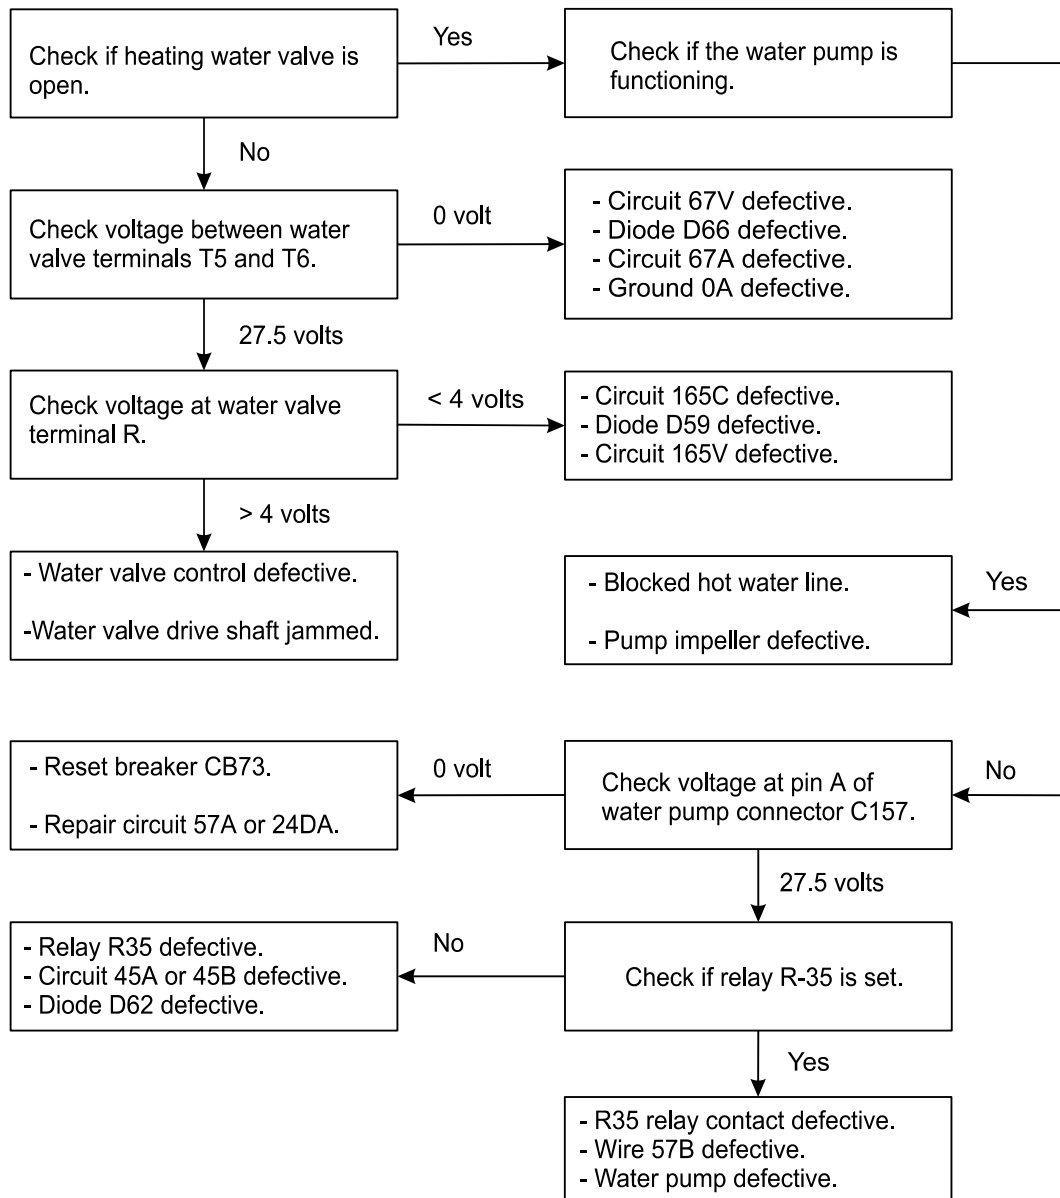 Check if heating water valve is
open.
Yes
Check if the water pump is
functioning.
No
Check voltage between water
valve terminals T5 and T6.
0 volt
- Circuit 67V defective.
- Diode D66 defective.
- Circuit 67A defective.
- Ground 0A defective.
27.5 volts
Check voltage at water valve
terminal R.
< 4 volts
- Circuit 165C defective.
- Diode D59 defective.
- Circuit 165V defective.
> 4 volts
- Water valve control defective.
-Water valve drive shaft jammed.
- Blocked hot water line.
- Pump impeller defective.
Yes
- Reset breaker CB73.
- Repair circuit 57A or 24DA.
0 volt
Check voltage at pin A of
water pump connector C157.
No
27.5 volts
- Relay R35 defective.
- Circuit 45A or 45B defective.
- Diode D62 defective.
No
Check if relay R-35 is set.
Yes
- R35 relay contact defective.
- Wire 57B defective.
- Water pump defective.